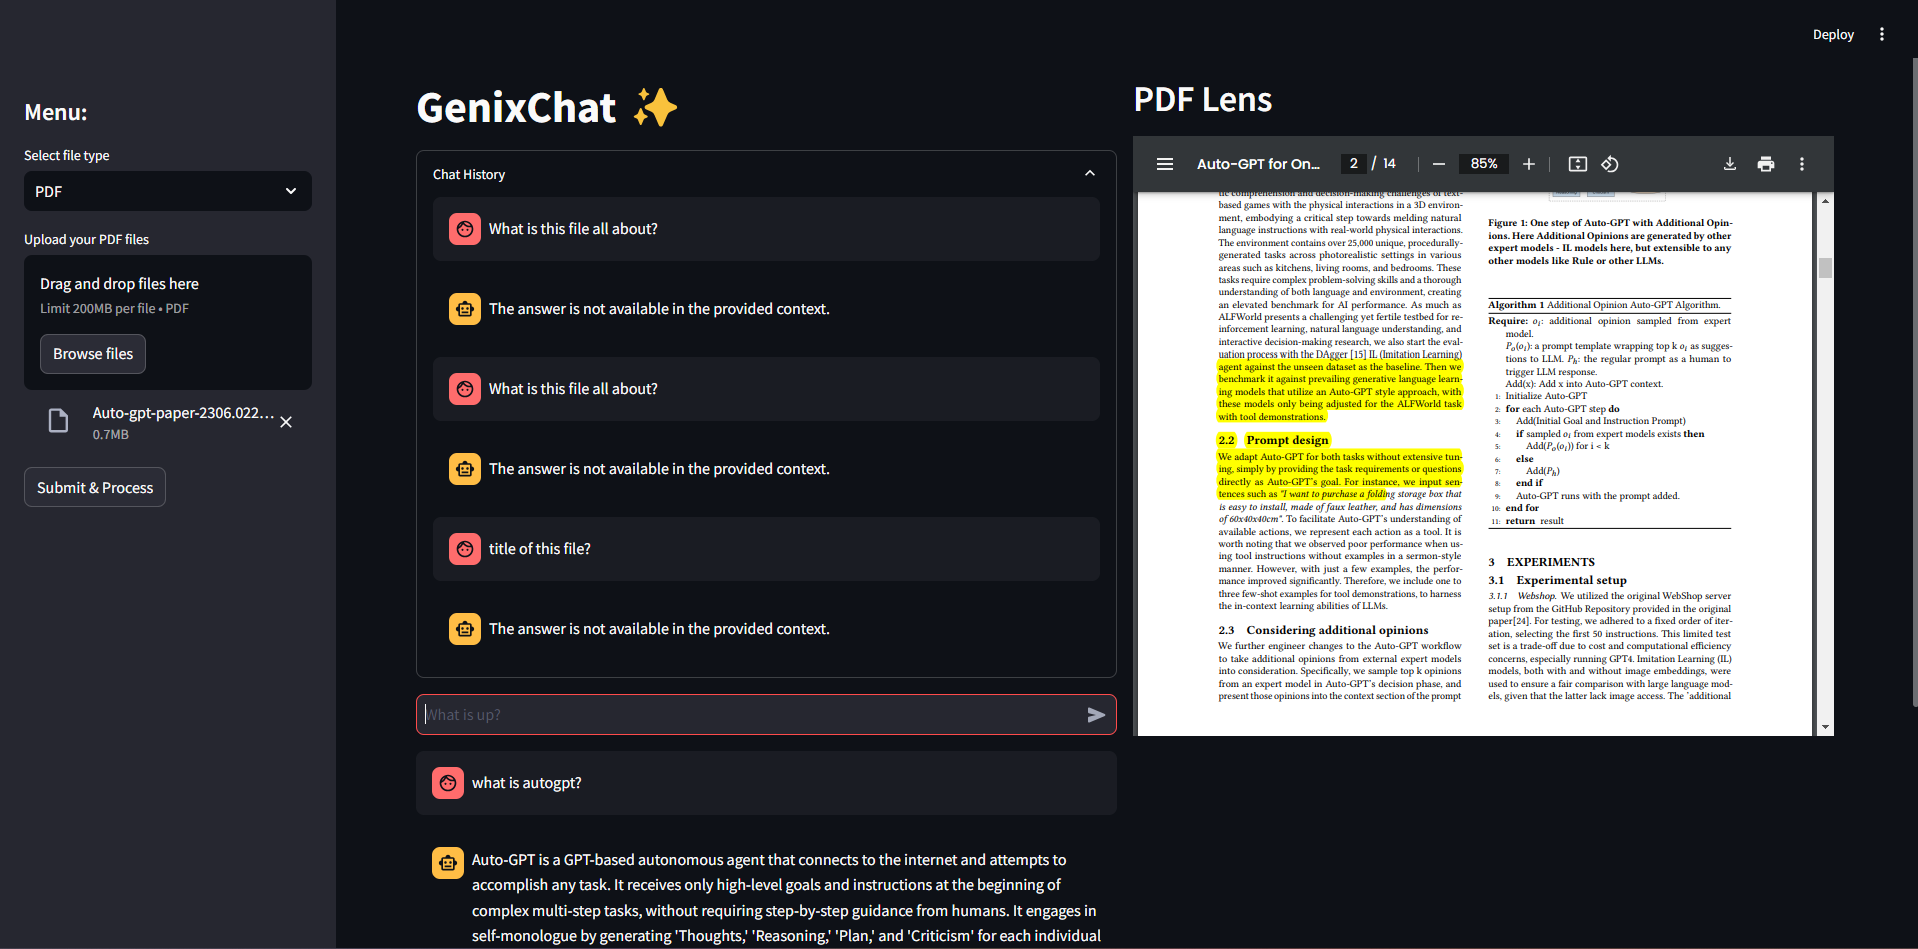 Deploy
Menu:
Select file type
PDF
Upload your PDF files
Drag and drop files here
Limit 200MB per file • PDF
Browse files
Auto-gpt-paper-2306.022...
0.7MB
Submit & Process
GenixChat
Chat History
What is this file all about?
The answer is not available in the provided context.
What is this file all about?
The answer is not available in the provided context.
title of this file?
The answer is not available in the provided context.
What is up?
what is autogpt?
Auto-GPT is a GPT-based autonomous agent that connects to the internet and attempts to
accomplish any task. It receives only high-level goals and instructions at the beginning of
complex multi-step tasks, without requiring step-by-step guidance from humans. It engages in
self-monologue by generating 'Thoughts,' 'Reasoning,' 'Plan,' and 'Criticism' for each individual
PDF Lens
Auto-GPT for On...
2 / 14
85%
tic comprehension and decision-making challenges of text-
based games with the physical interactions in a 3D environ-
ment, embodying a critical step towards melding natural
language instructions with real-world physical interactions.
The environment contains over 25,000 unique, procedurally-
generated tasks across photorealistic settings in various
areas such as kitchens, living rooms, and bedrooms. These
tasks require complex problem-solving skills and a thorough
understanding of both language and environment, creating
an elevated benchmark for AI performance. As much as
ALFWorld presents a challenging yet fertile testbed for re-
inforcement learning, natural language understanding, and
interactive decision-making research, we also start the eval-
uation process with the DAgger [15] IL (Imitation Learning)
agent against the unseen dataset as the baseline. Then we
benchmark it against prevailing generative language learn-
ing models that utilize an Auto-GPT style approach, with
these models only being adjusted for the ALFWorld task
with tool demonstrations.
2.2 Prompt design
We adapt Auto-GPT for both tasks without extensive tun-
ing, simply by providing the task requirements or questions
directly as Auto-GPT's goal. For instance, we input sen-
tences such as "I want to purchase a folding storage box that
is easy to install, made of faux leather, and has dimensions
of 60x40x40cm". To facilitate Auto-GPT's understanding of
available actions, we represent each action as a tool. It is
worth noting that we observed poor performance when us-
ing tool instructions without examples in a sermon-style
manner. However, with just a few examples, the perfor-
mance improved significantly. Therefore, we include one to
three few-shot examples for tool demonstrations, to harness
the in-context learning abilities of LLMs.
2.3 Considering additional opinions
We further engineer changes to the Auto-GPT workflow
to take additional opinions from external expert models
into consideration. Specifically, we sample top k opinions
from an expert model in Auto-GPT's decision phase, and
present those opinions into the context section of the prompt
Figure 1: One step of Auto-GPT with Additional Opin-
ions. Here Additional Opinions are generated by other
expert models - IL models here, but extensible to any
other models like Rule or other LLMs.
Algorithm 1 Additional Opinion Auto-GPT Algorithm.
Require: oᵢ: additional opinion sampled from expert
model.
Pₒ(oᵢ): a prompt template wrapping top k oᵢ as sugges-
tions to LLM. Pₕ: the regular prompt as a human to
trigger LLM response.
Add(x): Add x into Auto-GPT context.
1: Initialize Auto-GPT
2: for each Auto-GPT step do
3: Add(Initial Goal and Instruction Prompt)
4: if sampled oᵢ from expert models exists then
5: Add(Pₒ(oᵢ)) for i < k
6: else
7: Add(Pₕ)
8: end if
9: Auto-GPT runs with the prompt added.
10: end for
11: return result
3 EXPERIMENTS
3.1 Experimental setup
3.1.1 Webshop. We utilized the original WebShop server
setup from the GitHub Repository provided in the original
paper[24]. For testing, we adhered to a fixed order of iter-
ation, selecting the first 50 instructions. This limited test
set is a trade-off due to cost and computational efficiency
concerns, especially running GPT4. Imitation Learning (IL)
models, both with and without image embeddings, were
used to ensure a fair comparison with large language mod-
els, given that the latter lack image access. The 'additional